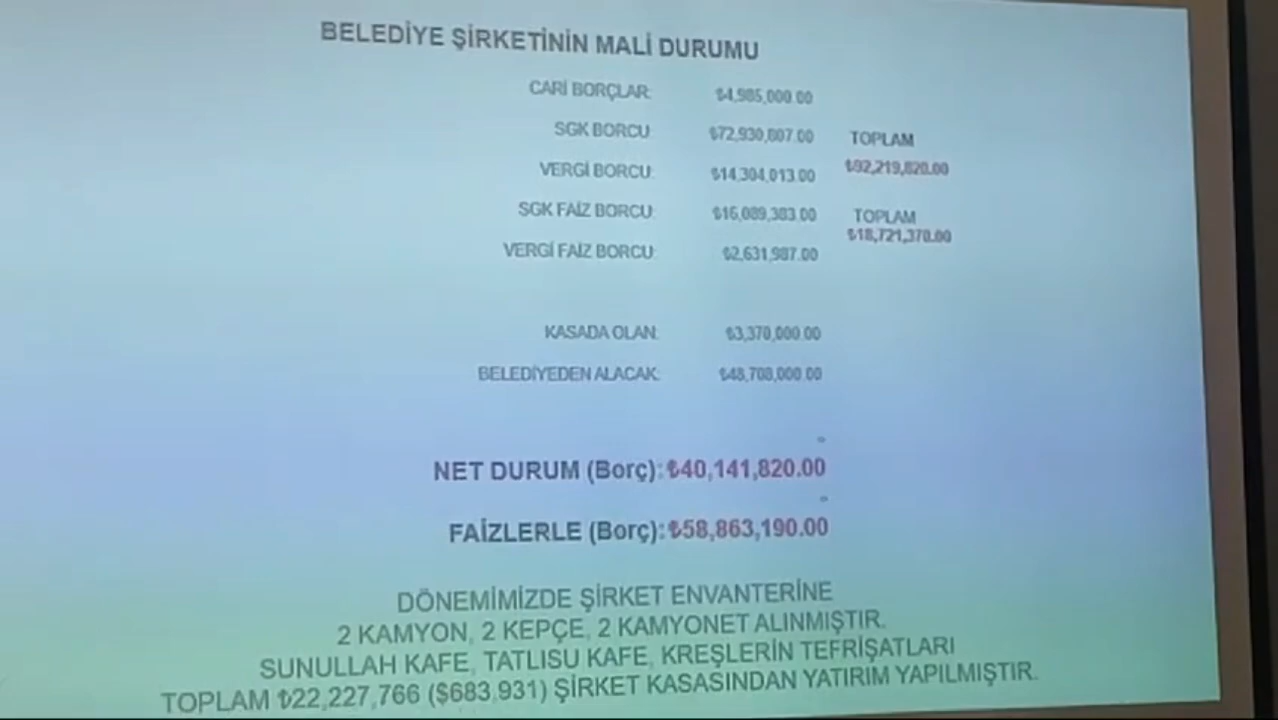 BELEDİYE ŞİRKETİNİN MALİ DURUMU
CARİ BORÇLAR: ₺4,985,000.00
SGK BORCU: ₺72,930,807.00 TOPLAM
₺92,219,820.00
VERGİ BORCU: ₺14,304,013.00
SGK FAİZ BORCU: ₺16,089,383.00 TOPLAM
₺18,721,370.00
VERGİ FAİZ BORCU: ₺2,631,987.00
KASADA OLAN: ₺3,370,000.00
BELEDİYEDEN ALACAK: ₺48,708,000.00
NET DURUM (Borç): ₺40,141,820.00
FAİZLERLE (Borç): ₺58,863,190.00
DÖNEMİMİZDE ŞİRKET ENVANTERİNE
2 KAMYON, 2 KEPÇE, 2 KAMYONET ALINMIŞTIR.
SUNULLAH KAFE, TATLISU KAFE, KREŞLERİN TEFRİŞATLARI
TOPLAM ₺22,227,766 ($683,931) ŞİRKET KASASINDAN YATIRIM YAPILMIŞTIR.